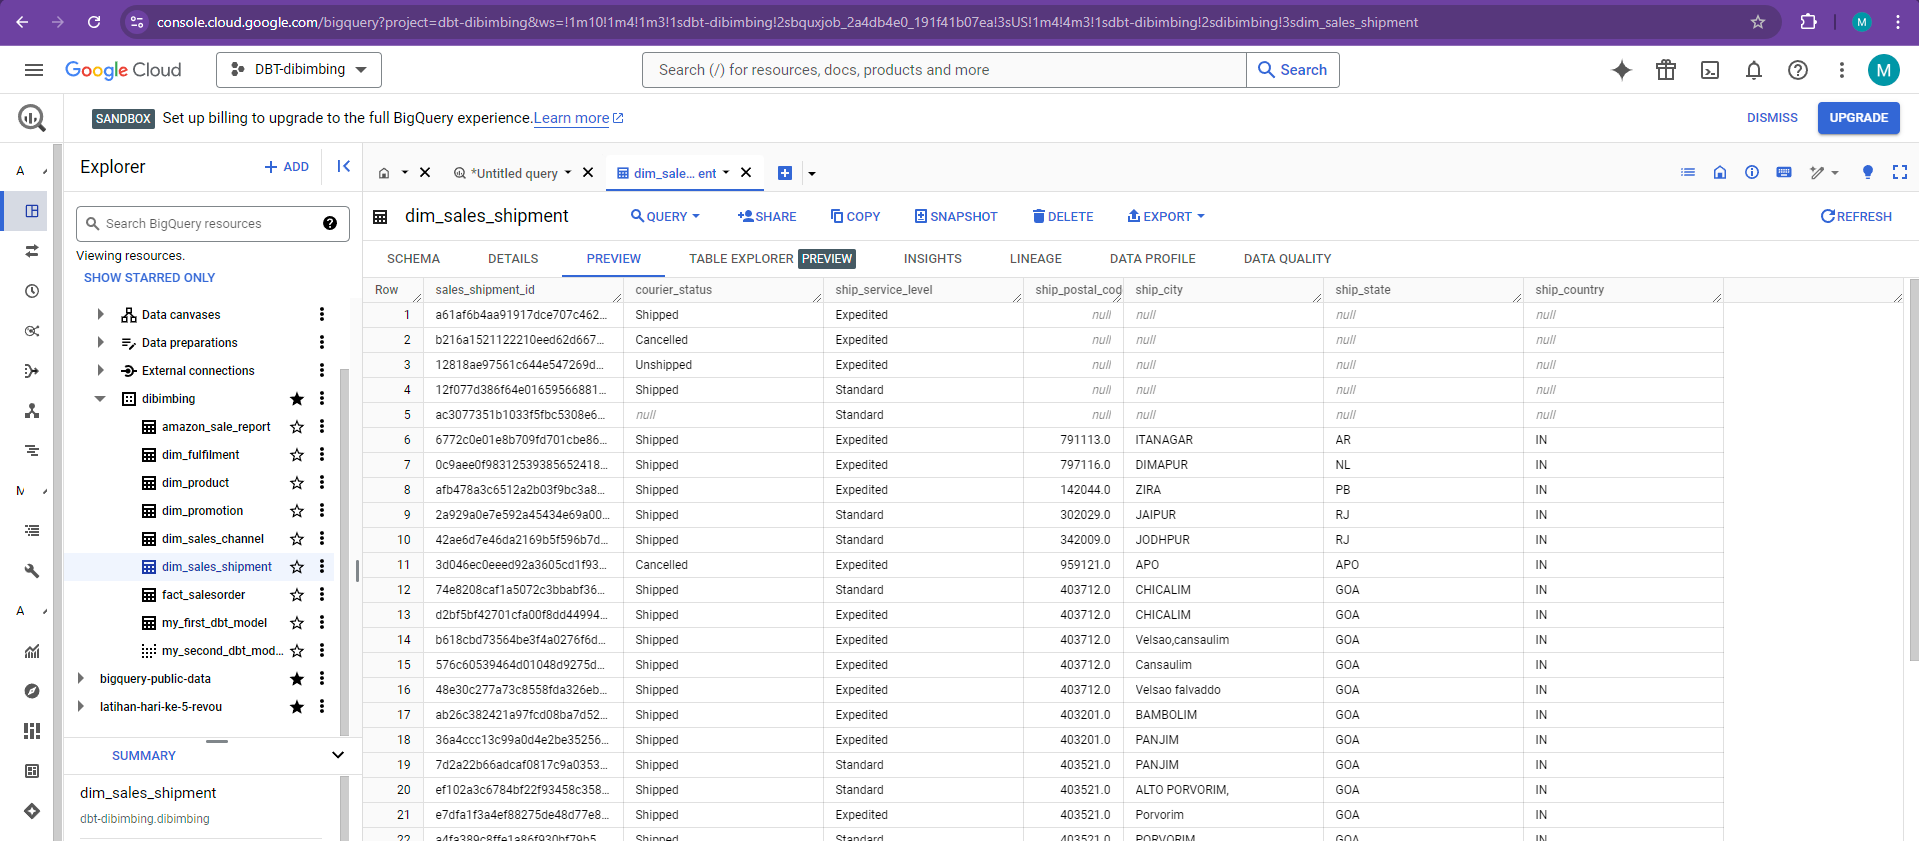 console.cloud.google.com/bigquery?project=dbt-dibimbing&ws=!1m10!1m4!1m3!1sdbt-dibimbing!2sbquxjob_2a4db4e0_191f41b07ea!3sUS!1m4!4m3!1sdbt-dibimbing!2sdibimbing!3sdim_sales_shipment M
Google Cloud DBT-dibimbing Search (/) for resources, docs, products and more Search M
SANDBOX Set up billing to upgrade to the full BigQuery experience. Learn more DISMISS UPGRADE
A
M
A
Explorer + ADD
Search BigQuery resources
Viewing resources.
SHOW STARRED ONLY
Data canvases
Data preparations
External connections
dibimbing
amazon_sale_report
dim_fulfilment
dim_product
dim_promotion
dim_sales_channel
dim_sales_shipment
fact_salesorder
my_first_dbt_model
my_second_dbt_mod...
bigquery-public-data
latihan-hari-ke-5-revou
SUMMARY
dim_sales_shipment
dbt-dibimbing.dibimbing
*Untitled query dim_sale... ent
dim_sales_shipment QUERY SHARE COPY SNAPSHOT DELETE EXPORT REFRESH
SCHEMA DETAILS PREVIEW TABLE EXPLORER PREVIEW INSIGHTS LINEAGE DATA PROFILE DATA QUALITY
Row sales_shipment_id courier_status ship_service_level ship_postal_cod ship_city ship_state ship_country
1 a61af6b4aa91917dce707c462... Shipped Expedited null null null null
2 b216a1521122210eed62d667... Cancelled Expedited null null null null
3 12818ae97561c644e547269d... Unshipped Expedited null null null null
4 12f077d386f64e01659566881... Shipped Standard null null null null
5 ac3077351b1033f5fbc5308e6... null Standard null null null null
6 6772c0e01e8b709fd701cbe86... Shipped Expedited 791113.0 ITANAGAR AR IN
7 0c9aee0f98312539385652418... Shipped Expedited 797116.0 DIMAPUR NL IN
8 afb478a3c6512a2b03f9bc3a8... Shipped Expedited 142044.0 ZIRA PB IN
9 2a929a0e7e592a45434e69a00... Shipped Standard 302029.0 JAIPUR RJ IN
10 42ae6d7e46da2169b5f596b7d... Shipped Standard 342009.0 JODHPUR RJ IN
11 3d046ec0eeed92a3605cd1f93... Cancelled Expedited 959121.0 APO APO IN
12 74e8208caf1a5072c3bbabf36... Shipped Standard 403712.0 CHICALIM GOA IN
13 d2bf5bf42701cfa00f8dd44994... Shipped Expedited 403712.0 CHICALIM GOA IN
14 b618cbd73564be3f4a0276f6d... Shipped Expedited 403712.0 Velsao,cansaulim GOA IN
15 576c60539464d01048d9275d... Shipped Expedited 403712.0 Cansaulim GOA IN
16 48e30c277a73c8558fda326eb... Shipped Expedited 403712.0 Velsao falvaddo GOA IN
17 ab26c382421a97fcd08ba7d52... Shipped Expedited 403201.0 BAMBOLIM GOA IN
18 36a4ccc13c99a0d4e2be35256... Shipped Expedited 403201.0 PANJIM GOA IN
19 7d2a22b66adcaf0817c9a0353... Shipped Standard 403521.0 PANJIM GOA IN
20 ef102a3c6784bf22f93458c358... Shipped Standard 403521.0 ALTO PORVORIM, GOA IN
21 e7dfa1f3a4ef88275de48d77e8... Shipped Expedited 403521.0 Porvorim GOA IN
22 a4fa389c8ffe1a86f930bf79b5... Shipped Standard 403521.0 PORVORIM GOA IN